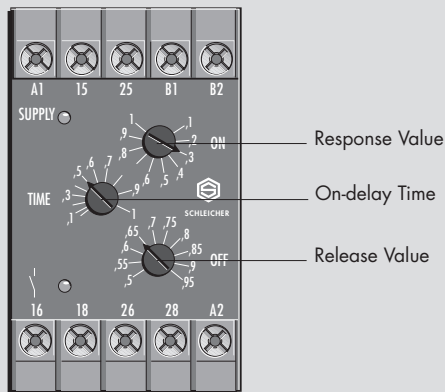 A1 15 25 B1 B2
SUPPLY
1 ,1
,9 ,2 ON
,8 ,3
,6 ,5 ,4
Response Value
,5 ,6 ,7
,3 ,9
,1 1
TIME
SCHLEICHER
On-delay Time
,65 ,7 ,75
,6 ,8
,55 ,85
,5 ,9
,95
OFF
Release Value
16 18 26 28 A2